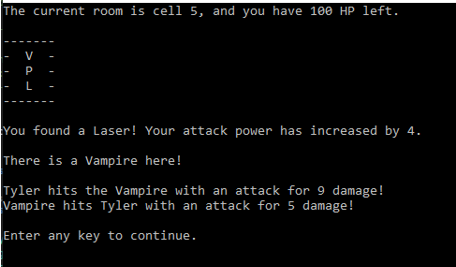 The current room is cell 5, and you have 100 HP left.
-------
-  V  -
-  P  -
-  L  -
-------
You found a Laser! Your attack power has increased by 4.
There is a Vampire here!
Tyler hits the Vampire with an attack for 9 damage!
Vampire hits Tyler with an attack for 5 damage!
Enter any key to continue.